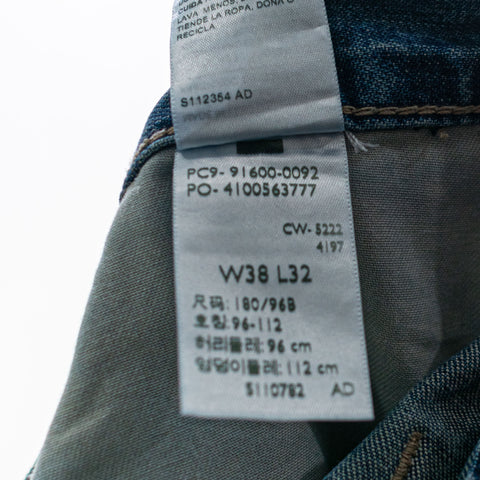 CUIDA
LAVA MENOS,
TIENDE LA ROPA, DONA O
RECICLA.
S112354 AD
PC9- 91600-0092
PO- 4100563777
CW- 5222
4197
W38 L32
尺码: 180/96B
호칭: 96-112
허리둘레: 96 cm
엉덩이둘레: 112 cm
S110782 AD